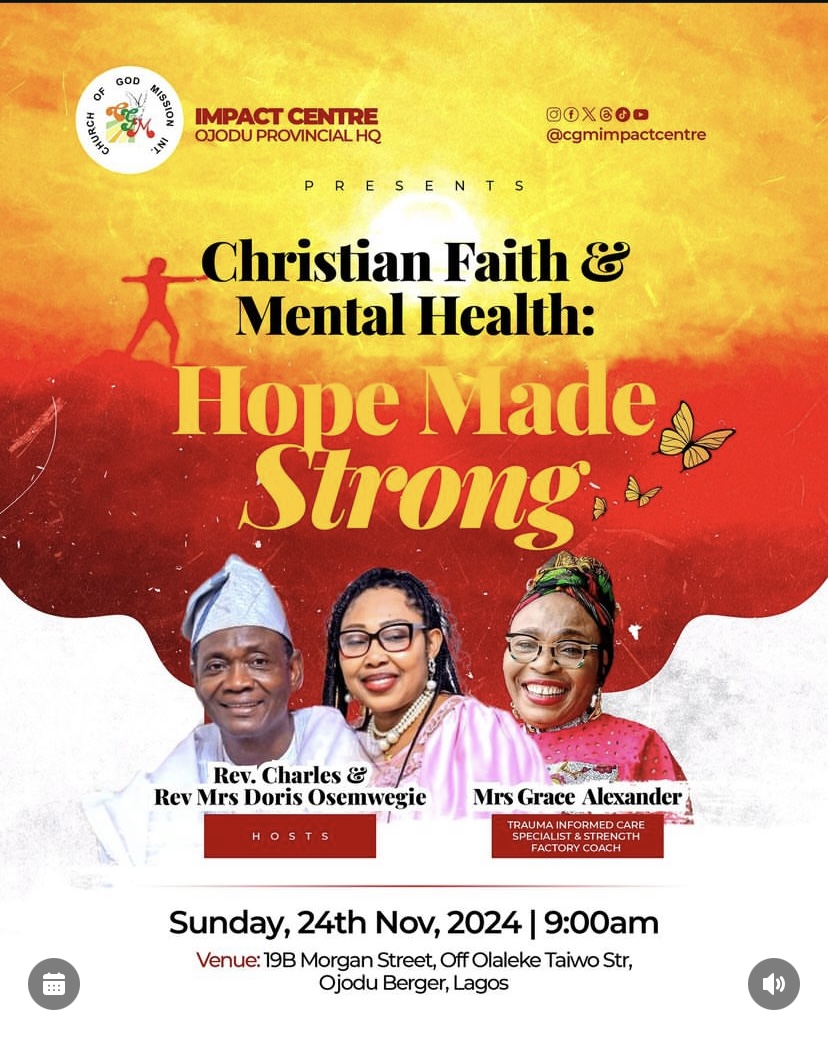 CHURCH OF GOD MISSION INT.
CGM
IMPACT CENTRE
OJODU PROVINCIAL HQ
@cgmimpactcentre
PRESENTS
Christian Faith &
Mental Health:
Hope Made
Strong
Rev. Charles &
Rev Mrs Doris Osemwegie
HOSTS
Mrs Grace Alexander
TRAUMA INFORMED CARE
SPECIALIST & STRENGTH
FACTORY COACH
Sunday, 24th Nov, 2024 | 9:00am
Venue: 19B Morgan Street, Off Olaleke Taiwo Str,
Ojodu Berger, Lagos